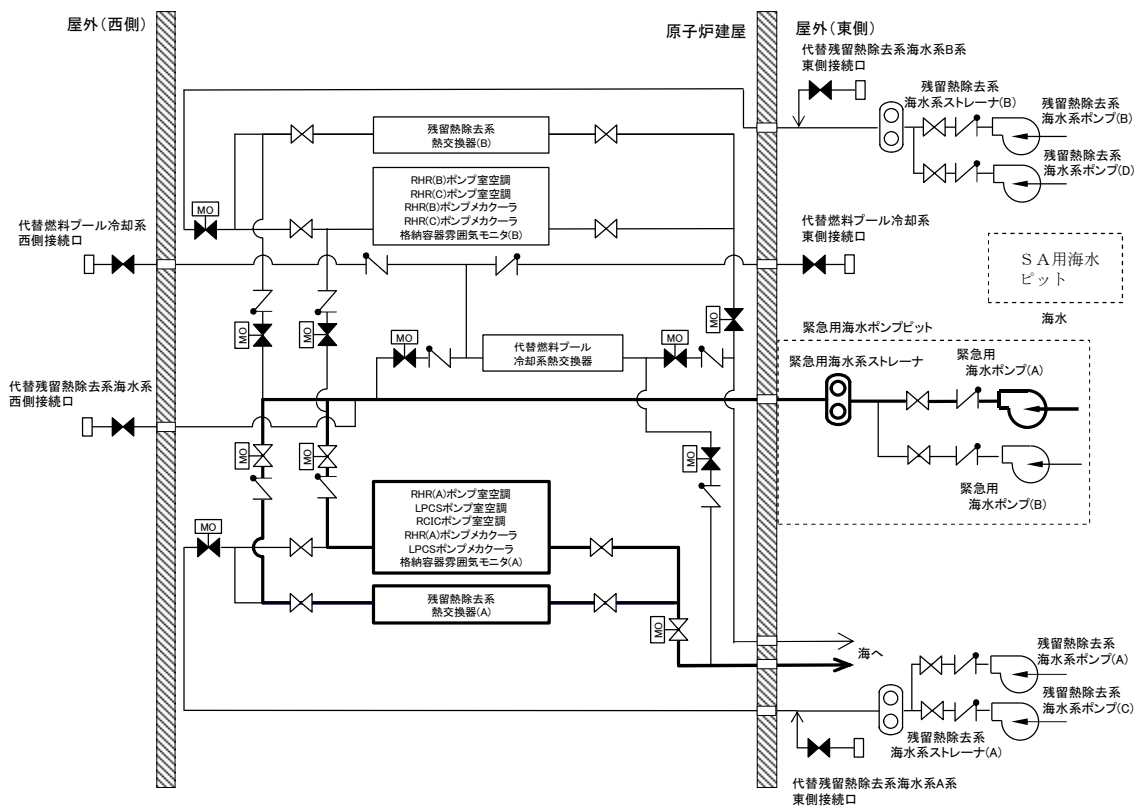 屋外(西側)
原子炉建屋
屋外(東側)
代替残留熱除去系海水系B系
東側接続口
残留熱除去系
海水系ストレーナ(B)
残留熱除去系
海水系ポンプ(B)
残留熱除去系
海水系ポンプ(D)
残留熱除去系
熱交換器(B)
RHR(B)ポンプ室空調
RHR(C)ポンプ室空調
RHR(B)ポンプメカクーラ
RHR(C)ポンプメカクーラ
格納容器雰囲気モニタ(B)
MO
代替燃料プール冷却系
西側接続口
代替燃料プール冷却系
東側接続口
SA用海水
ピット
海水
MO
MO
MO
MO
MO
代替燃料プール
冷却系熱交換器
緊急用海水ポンプピット
緊急用海水系ストレーナ
緊急用
海水ポンプ(A)
代替残留熱除去系海水系
西側接続口
MO
MO
MO
緊急用
海水ポンプ(B)
RHR(A)ポンプ室空調
LPCSポンプ室空調
RCICポンプ室空調
RHR(A)ポンプメカクーラ
LPCSポンプメカクーラ
格納容器雰囲気モニタ(A)
MO
残留熱除去系
熱交換器(A)
MO
海へ
残留熱除去系
海水系ポンプ(A)
残留熱除去系
海水系ポンプ(C)
残留熱除去系
海水系ストレーナ(A)
代替残留熱除去系海水系A系
東側接続口